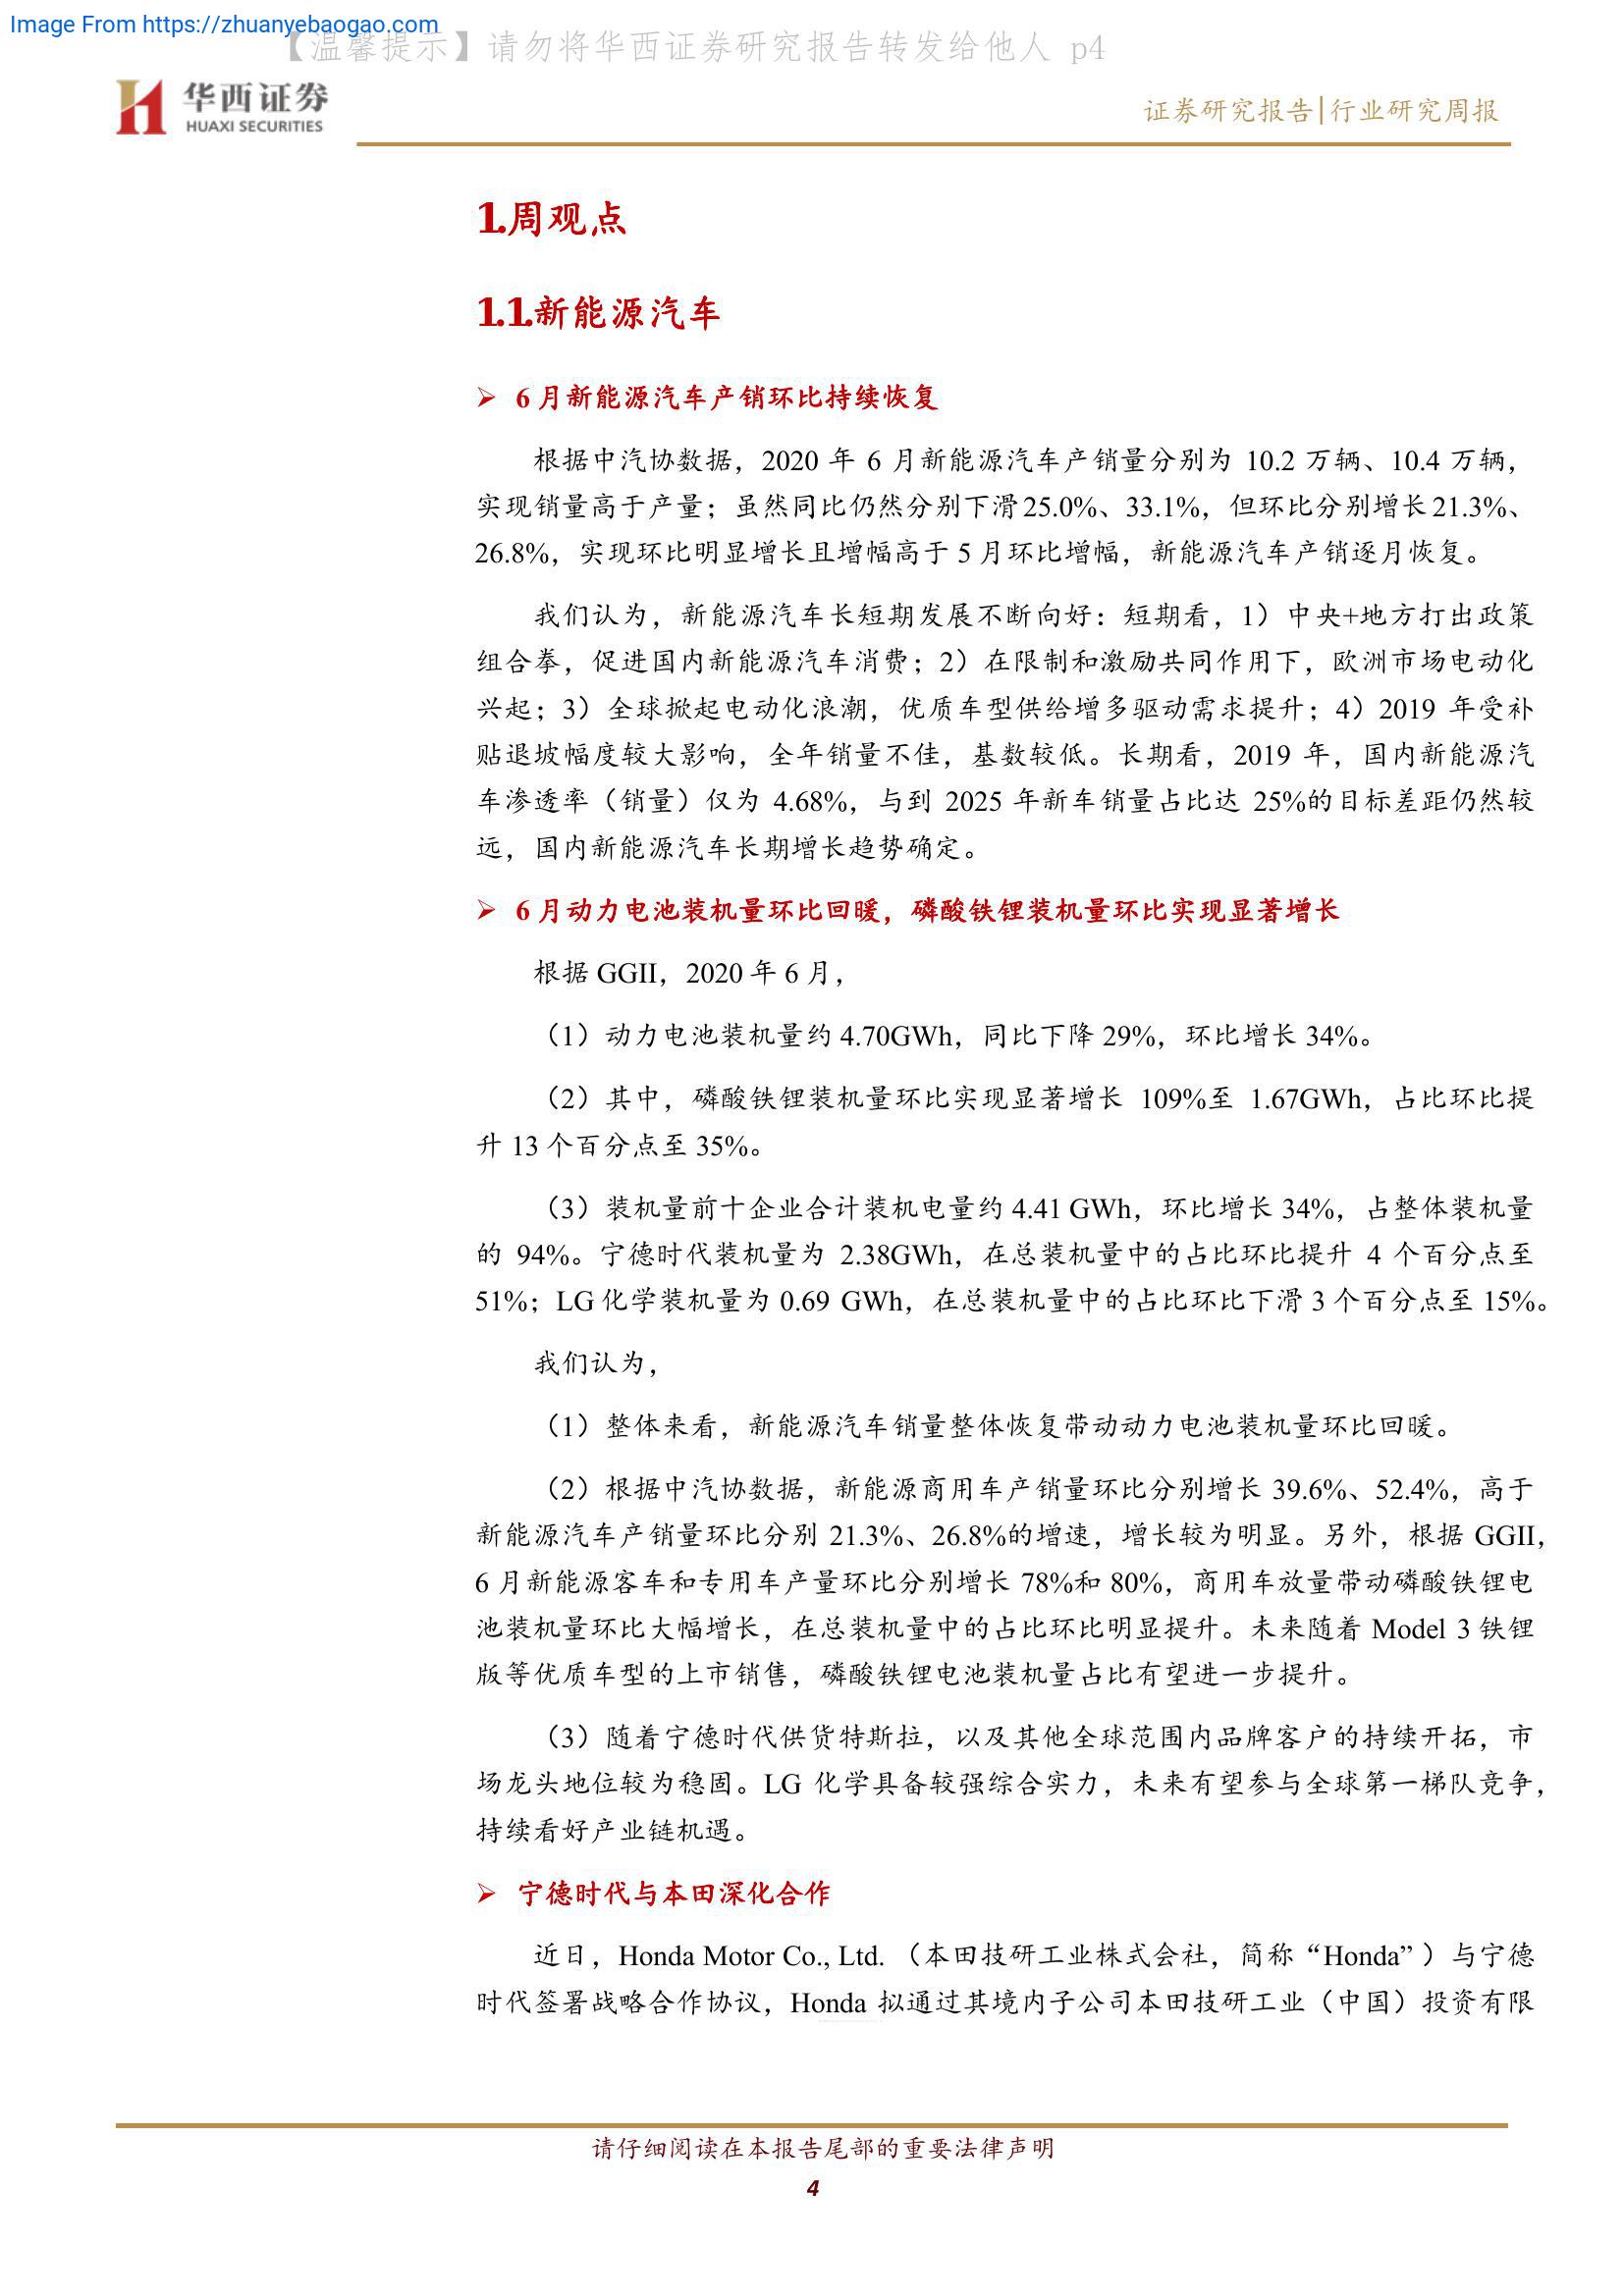 Image From https://zhuanyebaogao.com
【温馨提示】请勿将华西证券研究报告转发给他人 p4
华西证券
HUAXI SECURITIES
证券研究报告|行业研究周报
1.周观点
1.1.新能源汽车
➢ 6 月新能源汽车产销环比持续恢复
根据中汽协数据，2020 年 6 月新能源汽车产销量分别为 10.2 万辆、10.4 万辆，
实现销量高于产量；虽然同比仍然分别下滑 25.0%、33.1%，但环比分别增长 21.3%、
26.8%，实现环比明显增长且增幅高于 5 月环比增幅，新能源汽车产销逐月恢复。
我们认为，新能源汽车长短期发展不断向好：短期看，1）中央+地方打出政策
组合拳，促进国内新能源汽车消费；2）在限制和激励共同作用下，欧洲市场电动化
兴起；3）全球掀起电动化浪潮，优质车型供给增多驱动需求提升；4）2019 年受补
贴退坡幅度较大影响，全年销量不佳，基数较低。长期看，2019 年，国内新能源汽
车渗透率（销量）仅为 4.68%，与到 2025 年新车销量占比达 25%的目标差距仍然较
远，国内新能源汽车长期增长趋势确定。
➢ 6 月动力电池装机量环比回暖，磷酸铁锂装机量环比实现显著增长
根据 GGII，2020 年 6 月，
（1）动力电池装机量约 4.70GWh，同比下降 29%，环比增长 34%。
（2）其中，磷酸铁锂装机量环比实现显著增长 109%至 1.67GWh，占比环比提
升 13 个百分点至 35%。
（3）装机量前十企业合计装机电量约 4.41 GWh，环比增长 34%，占整体装机量
的 94%。宁德时代装机量为 2.38GWh，在总装机量中的占比环比提升 4 个百分点至
51%；LG 化学装机量为 0.69 GWh，在总装机量中的占比环比下滑 3 个百分点至 15%。
我们认为，
（1）整体来看，新能源汽车销量整体恢复带动动力电池装机量环比回暖。
（2）根据中汽协数据，新能源商用车产销量环比分别增长 39.6%、52.4%，高于
新能源汽车产销量环比分别 21.3%、26.8%的增速，增长较为明显。另外，根据 GGII，
6 月新能源客车和专用车产量环比分别增长 78%和 80%，商用车放量带动磷酸铁锂电
池装机量环比大幅增长，在总装机量中的占比环比明显提升。未来随着 Model 3 铁锂
版等优质车型的上市销售，磷酸铁锂电池装机量占比有望进一步提升。
（3）随着宁德时代供货特斯拉，以及其他全球范围内品牌客户的持续开拓，市
场龙头地位较为稳固。LG 化学具备较强综合实力，未来有望参与全球第一梯队竞争，
持续看好产业链机遇。
➢ 宁德时代与本田深化合作
近日，Honda Motor Co., Ltd. （本田技研工业株式会社，简称“Honda” ）与宁德
时代签署战略合作协议，Honda 拟通过其境内子公司本田技研工业（中国）投资有限
请仔细阅读在本报告尾部的重要法律声明
4